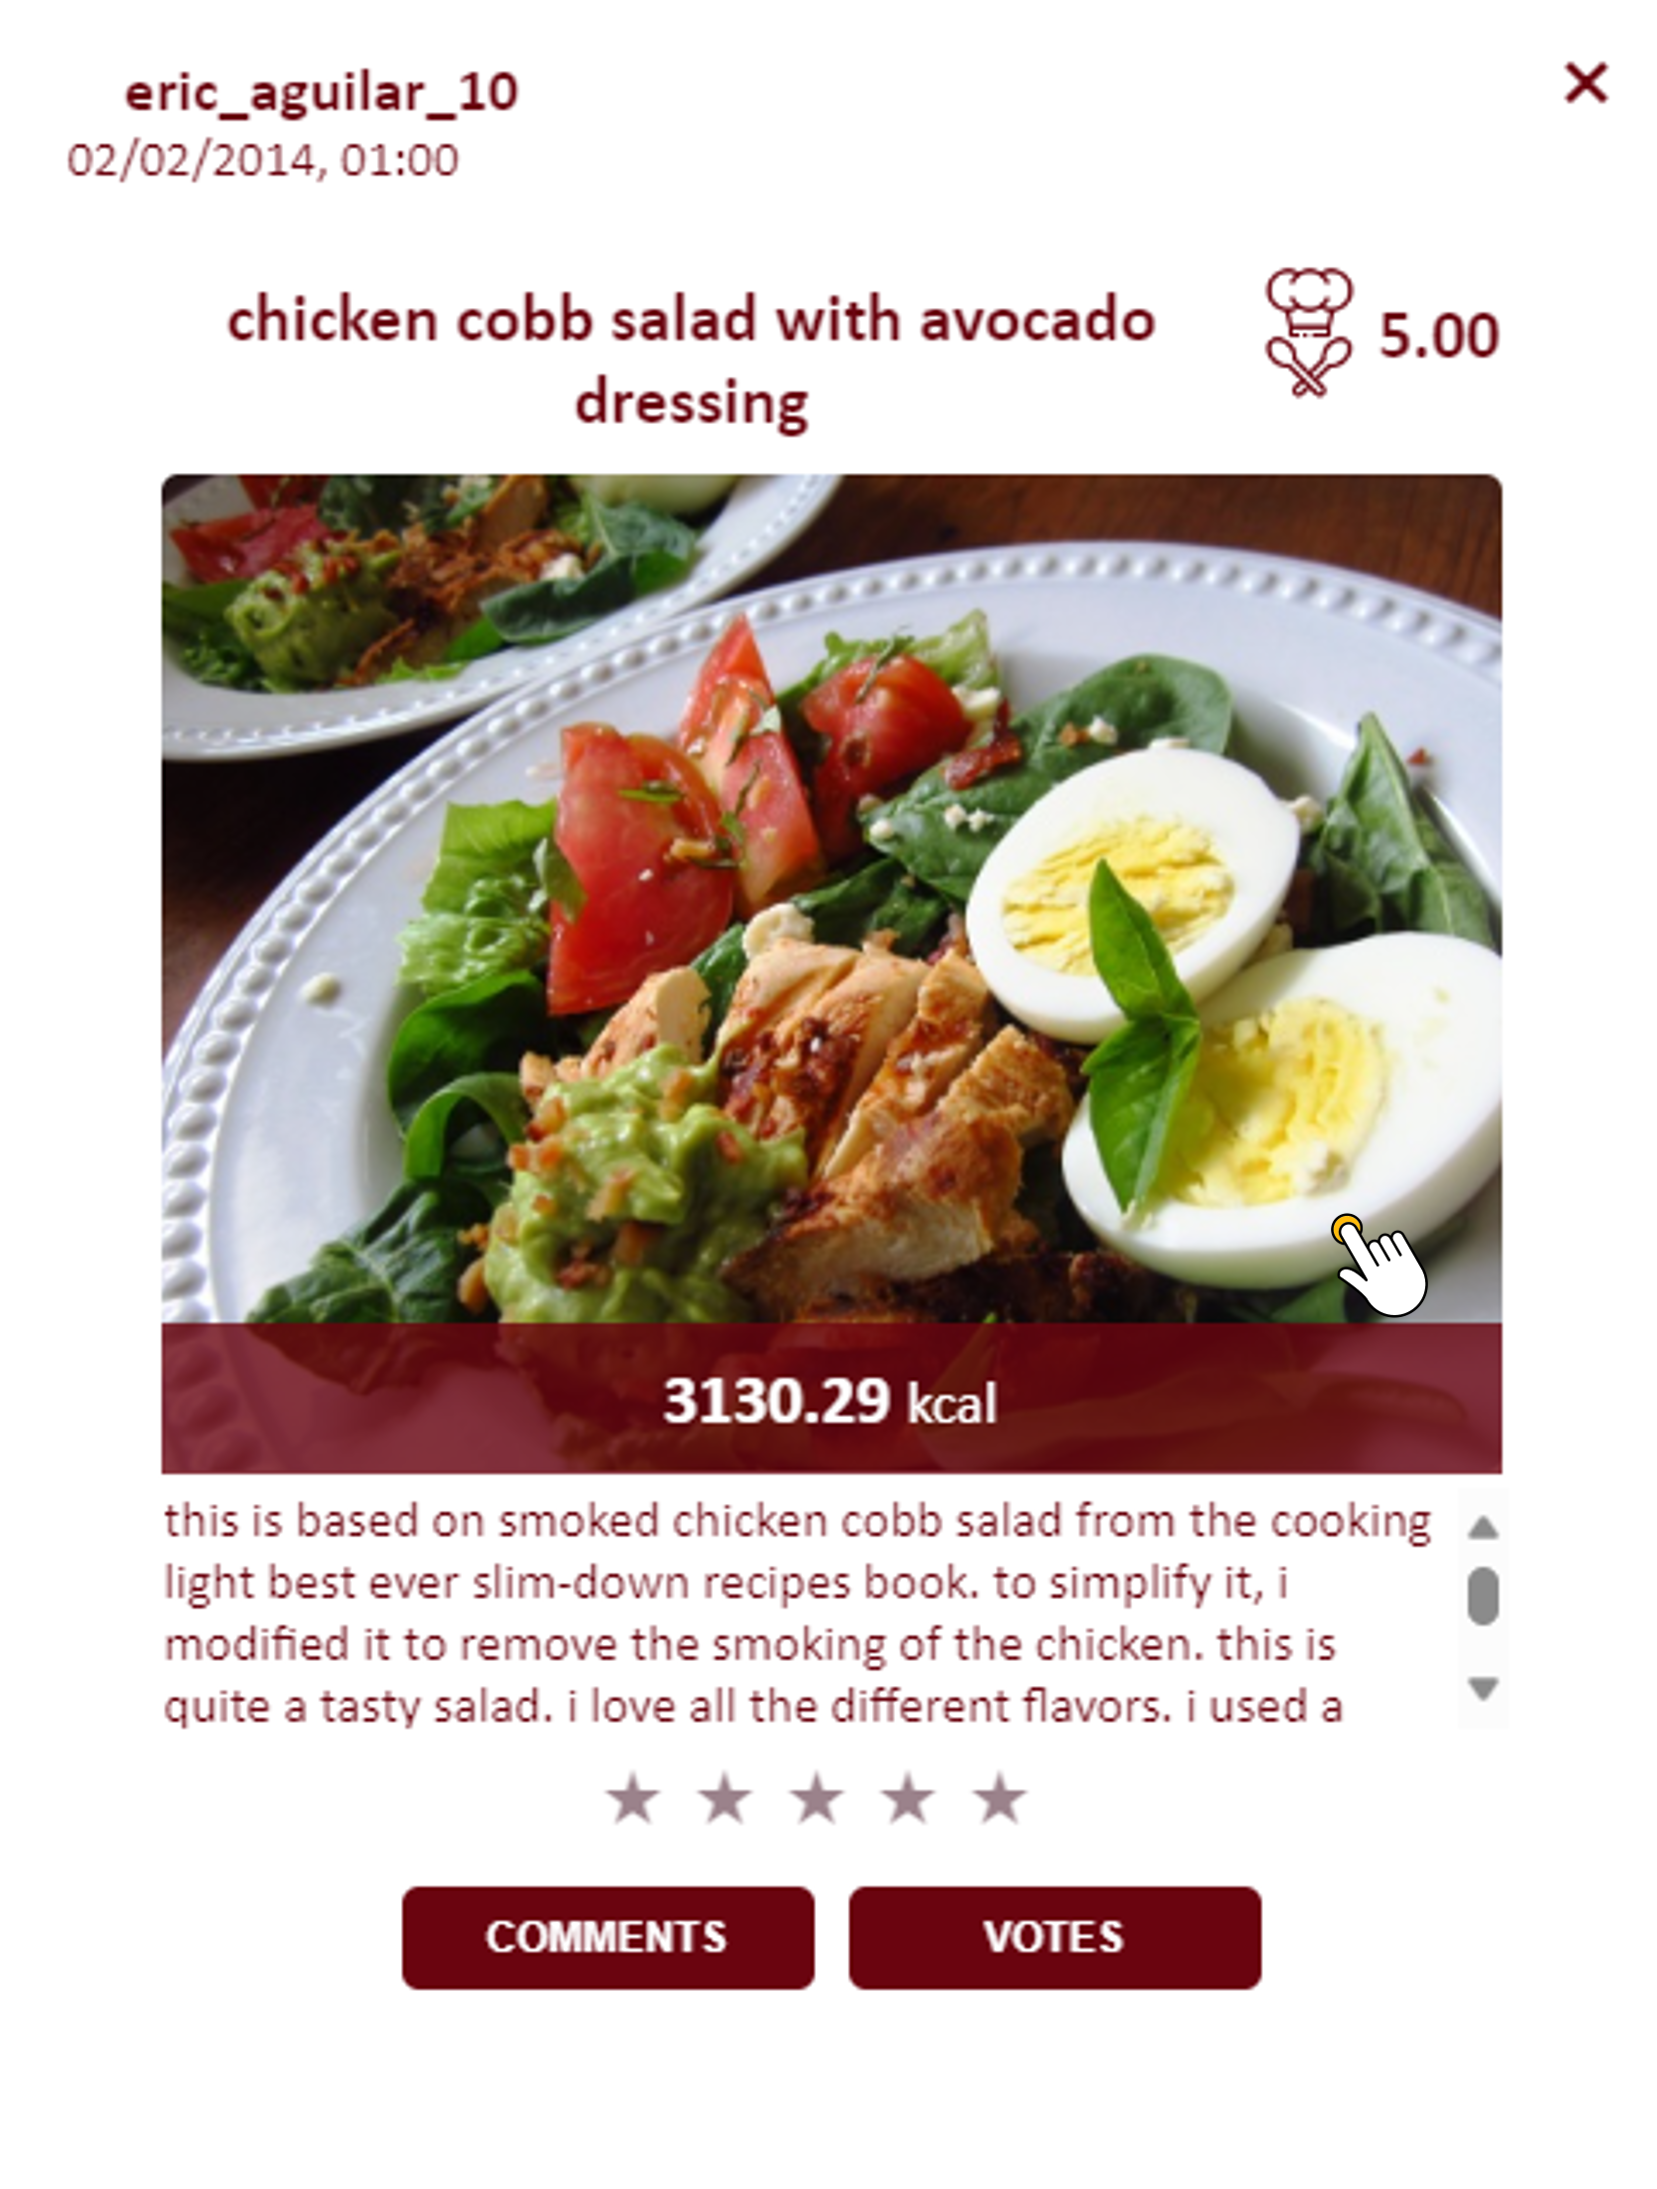 eric_aguilar_10
02/02/2014, 01:00
chicken cobb salad with avocado
dressing
5.00
3130.29 kcal
this is based on smoked chicken cobb salad from the cooking
light best ever slim-down recipes book. to simplify it, i
modified it to remove the smoking of the chicken. this is
quite a tasty salad. i love all the different flavors. i used a
COMMENTS
VOTES